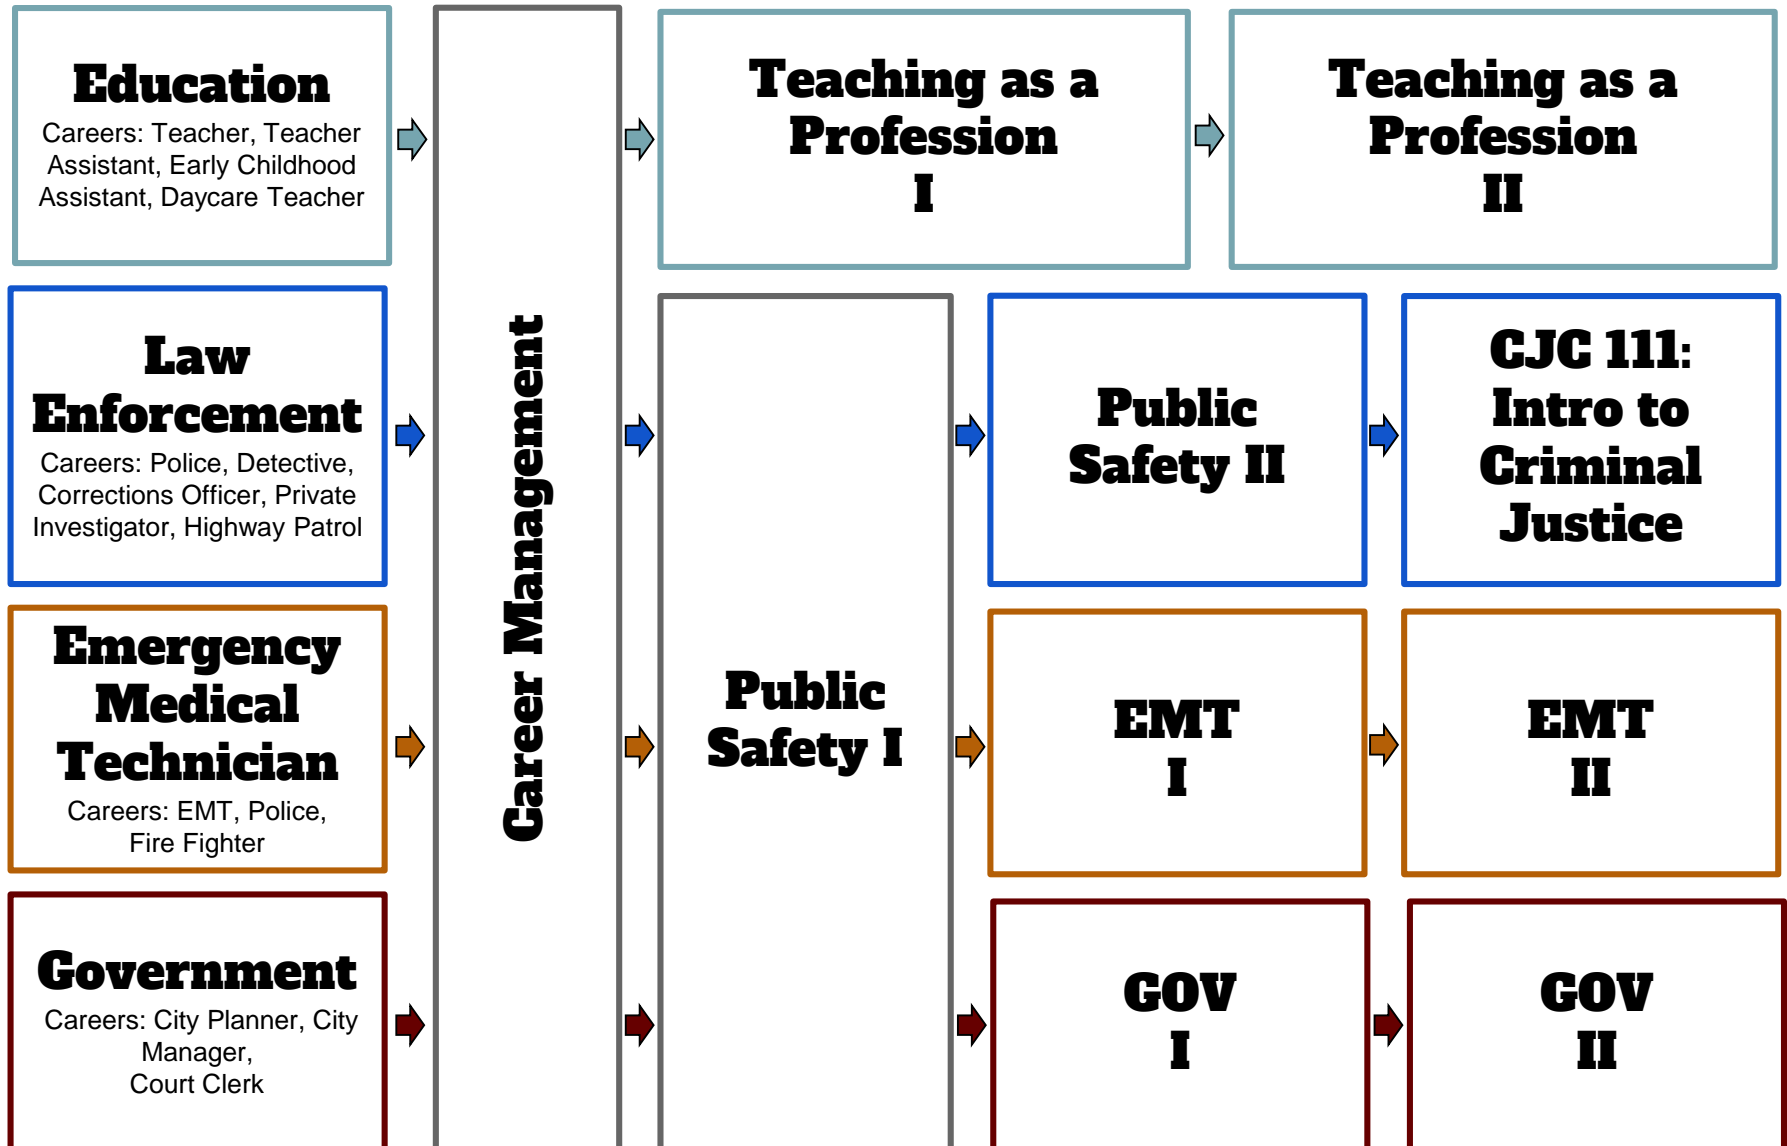 Education
Careers: Teacher, Teacher
Assistant, Early Childhood
Assistant, Daycare Teacher
Career Management
Teaching as a
Profession
I
Teaching as a
Profession
II
Law
Enforcement
Careers: Police, Detective,
Corrections Officer, Private
Investigator, Highway Patrol
Public
Safety I
Public
Safety II
CJC 111:
Intro to
Criminal
Justice
Emergency
Medical
Technician
Careers: EMT, Police,
Fire Fighter
EMT
I
EMT
II
Government
Careers: City Planner, City
Manager,
Court Clerk
GOV
I
GOV
II